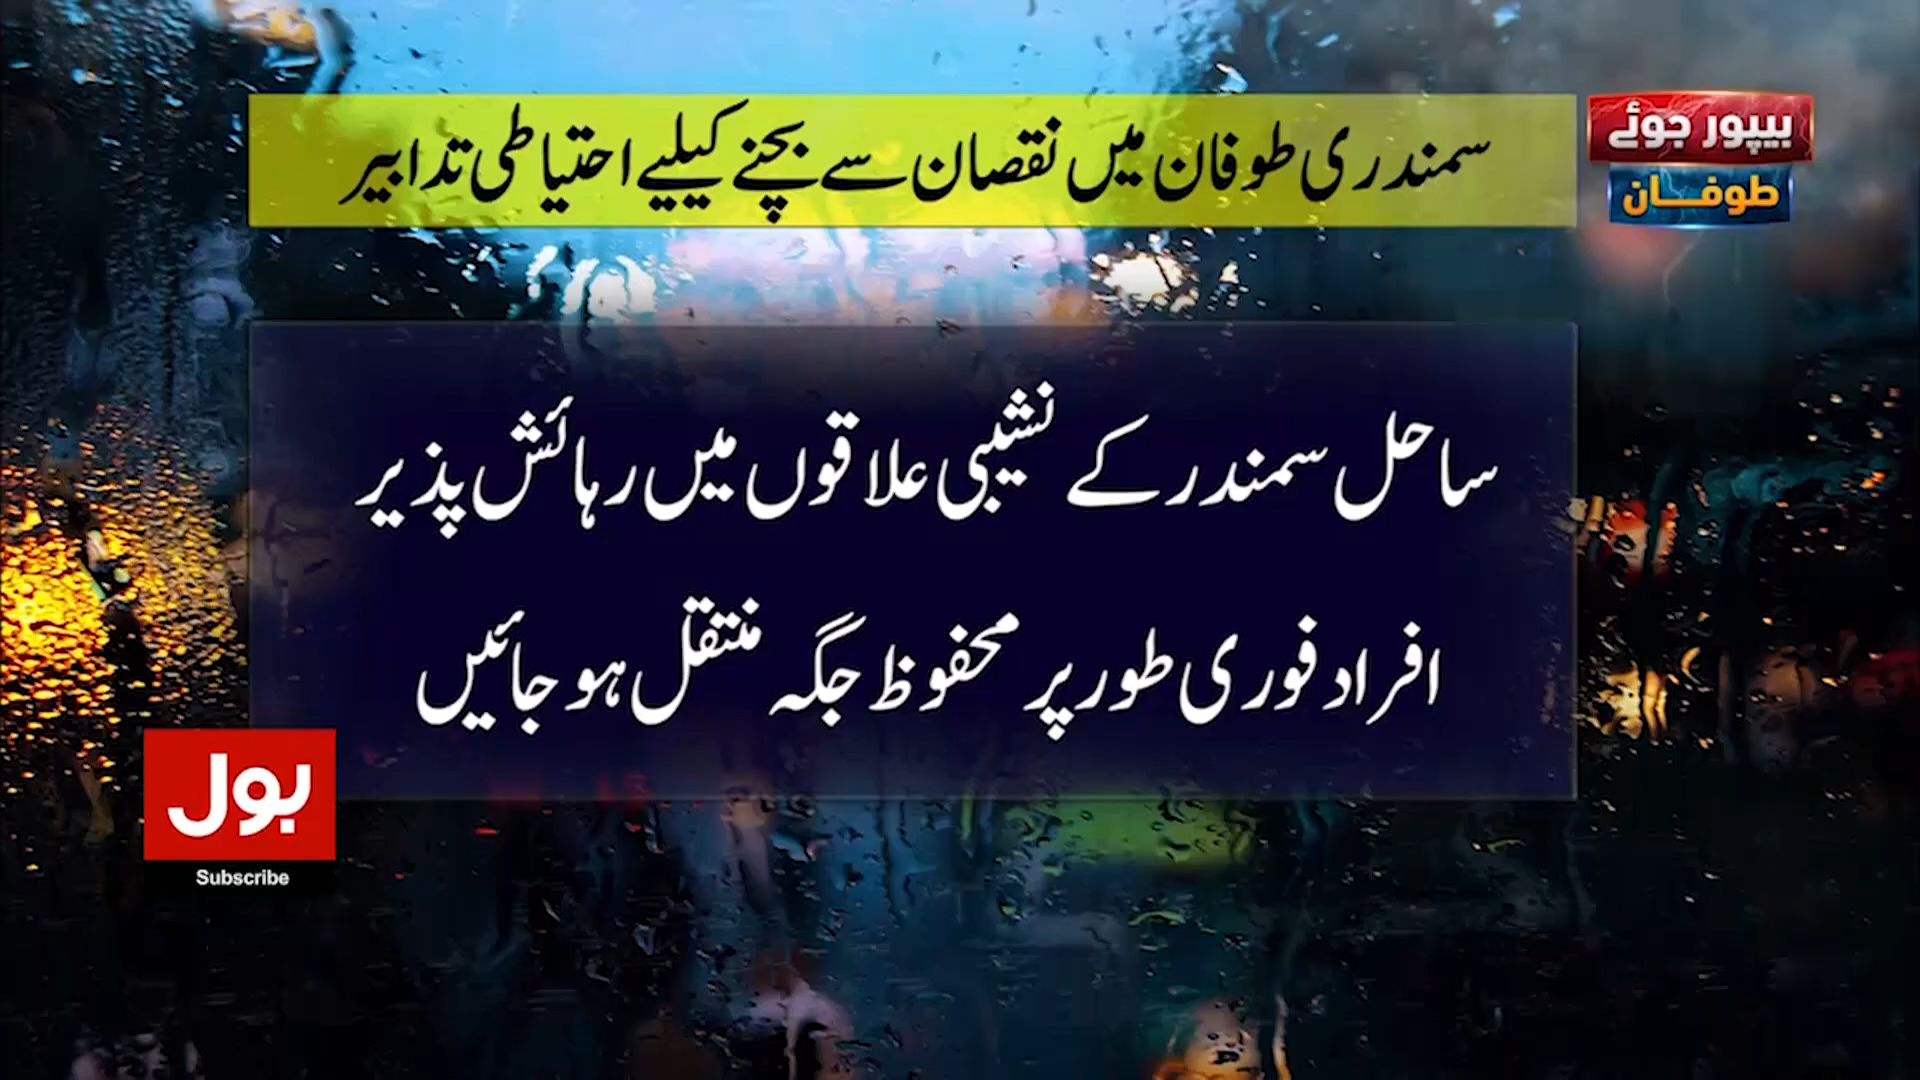 سمندری طوفان میں نقصان سے بچنے کیلیے احتیاطی تدابیر
بیپور جوئے
طوفان
ساحل سمندر کے نشیبی علاقوں میں رہائش پذیر
افراد فوری طور پر محفوظ جگہ منتقل ہو جائیں
بول
Subscribe